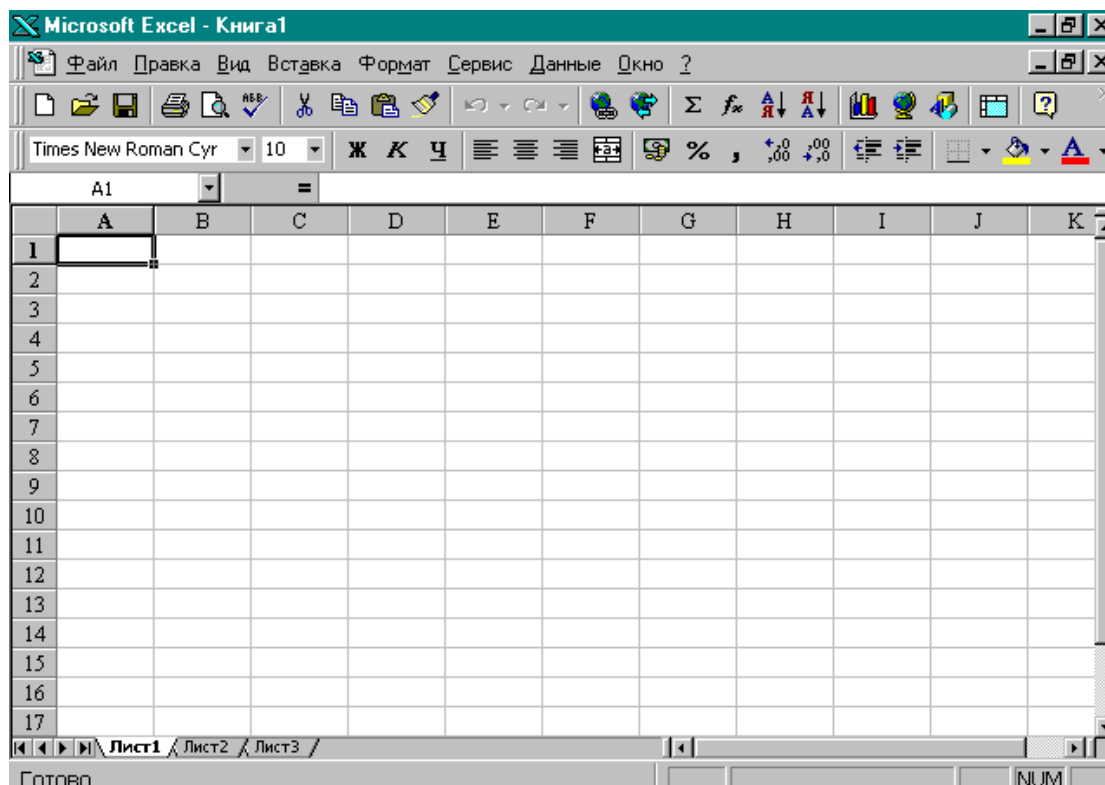 Microsoft Excel - Книга1
Файл Правка Вид Вставка Формат Сервис Данные Окно ?
Times New Roman Cyr 10 Ж К Ч % ,
A1 =
A B C D E F G H I J K
1
2
3
4
5
6
7
8
9
10
11
12
13
14
15
16
17
Лист1 Лист2 Лист3
Готово NUM